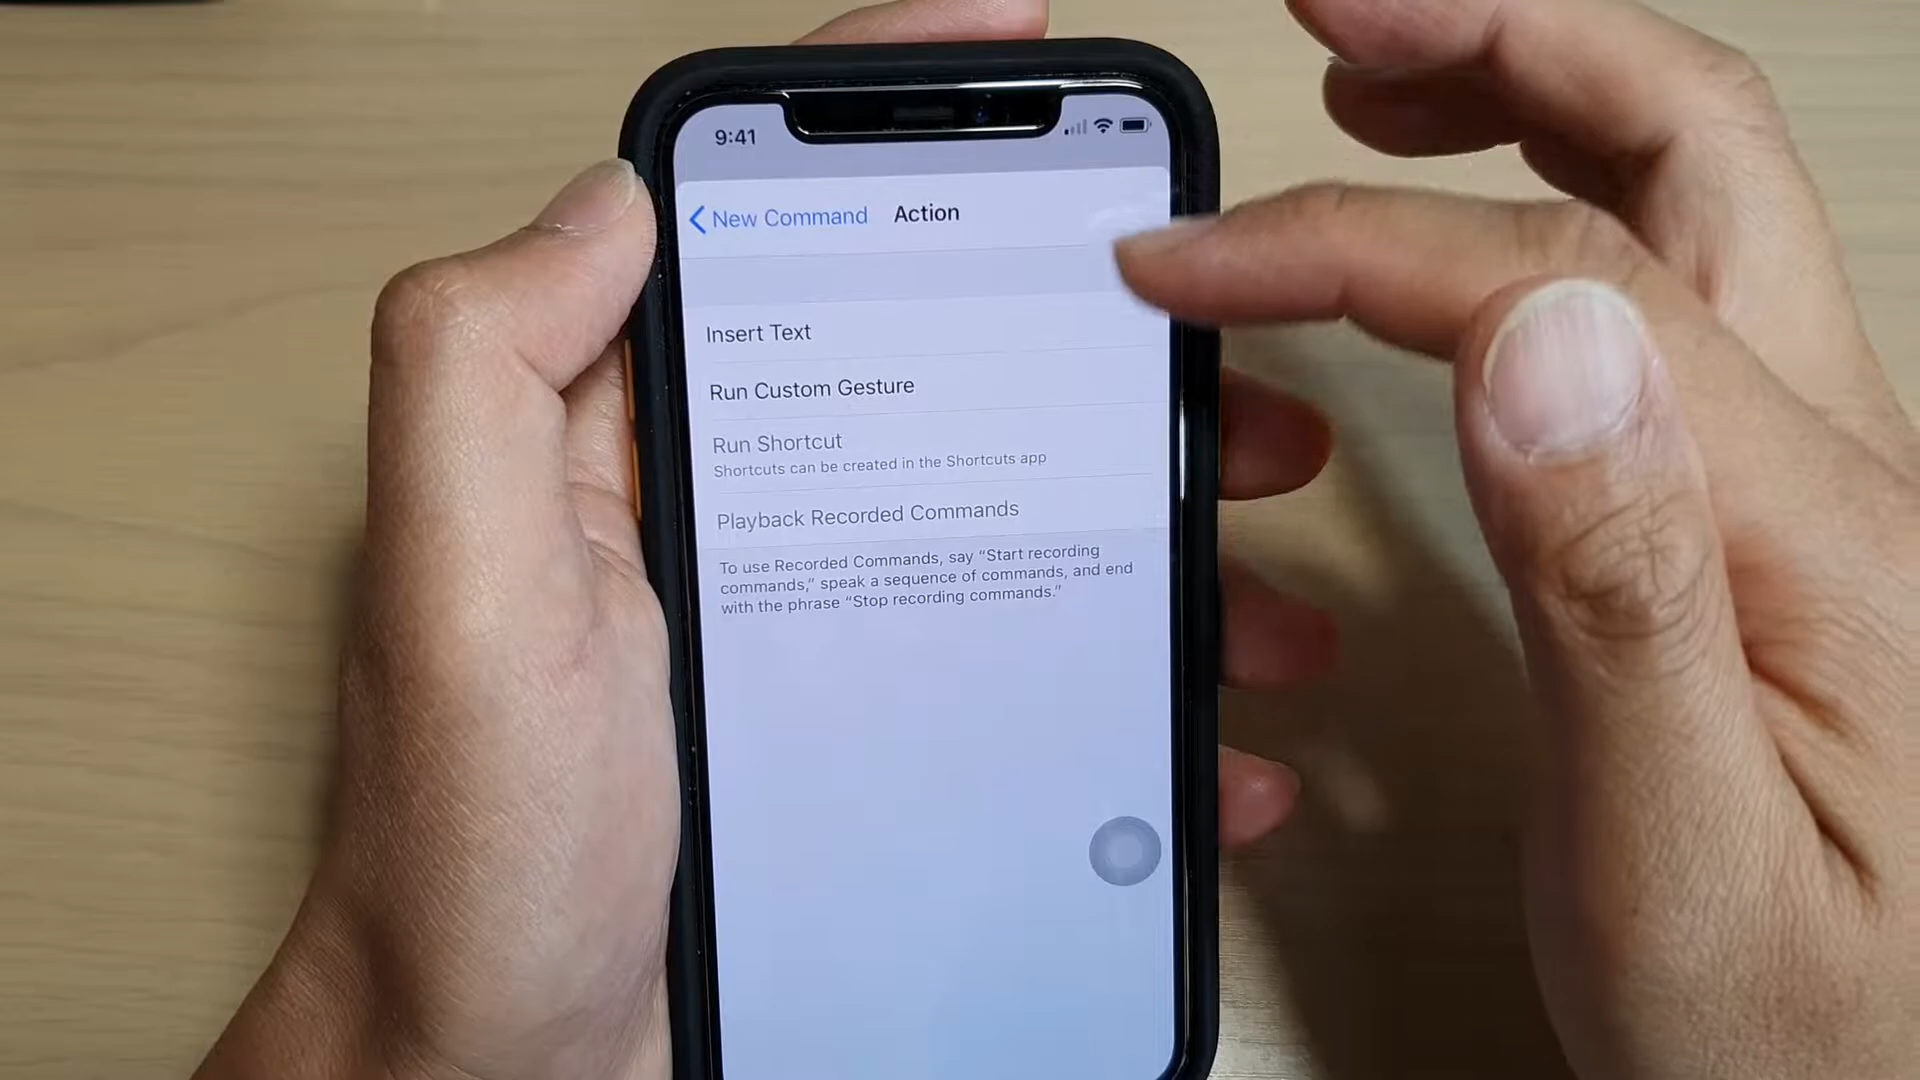 9:41
New Command Action
Insert Text
Run Custom Gesture
Run Shortcut
Shortcuts can be created in the Shortcuts app
Playback Recorded Commands
To use Recorded Commands, say “Start recording
commands,” speak a sequence of commands, and end
with the phrase “Stop recording commands.”